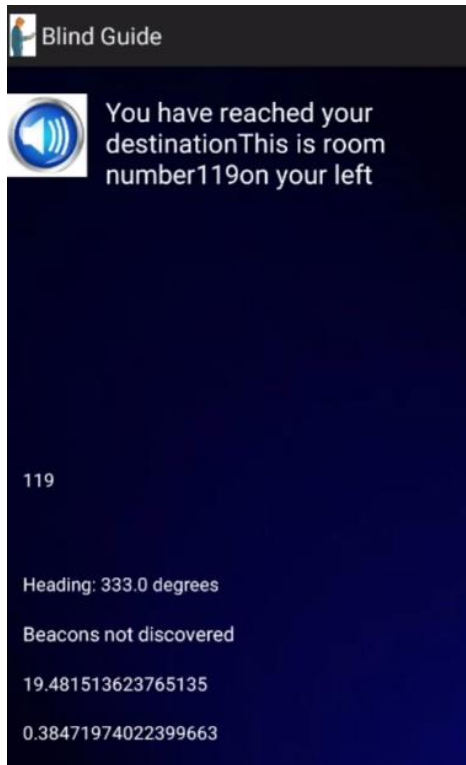 Blind Guide
You have reached your
destinationThis is room
number119on your left
119
Heading: 333.0 degrees
Beacons not discovered
19.481513623765135
0.38471974022399663